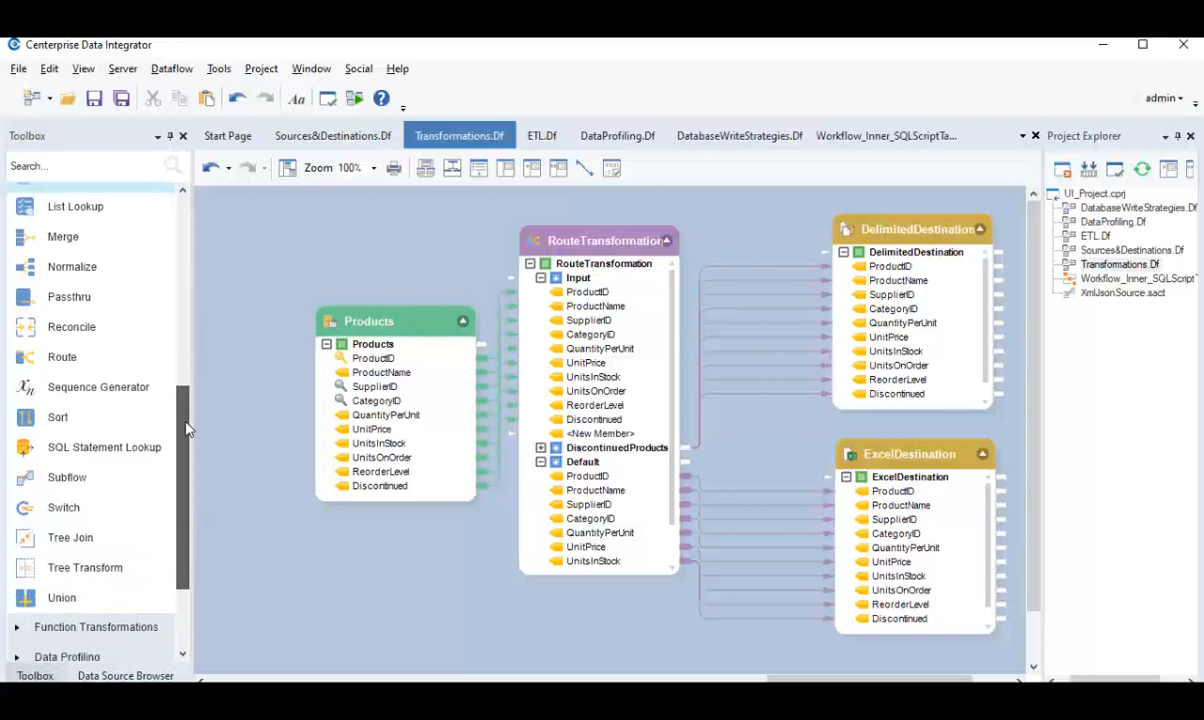 Centerprise Data Integrator
File Edit View Server Dataflow Tools Project Window Social Help
Aa
admin
Toolbox
Start Page Sources&Destinations.Df Transformations.Df ETL.Df DataProfiling.Df DatabaseWriteStrategies.Df Workflow_Inner_SQLScriptTa...
Project Explorer
Search...
Zoom 100%
List Lookup
Merge
Normalize
Passthru
Reconcile
Route
Sequence Generator
Sort
SQL Statement Lookup
Subflow
Switch
Tree Join
Tree Transform
Union
Function Transformations
Data Profiling
Toolbox Data Source Browser
Products
Products
ProductID
ProductName
SupplierID
CategoryID
QuantityPerUnit
UnitPrice
UnitsInStock
UnitsOnOrder
ReorderLevel
Discontinued
RouteTransformation
RouteTransformation
Input
ProductID
ProductName
SupplierID
CategoryID
QuantityPerUnit
UnitPrice
UnitsInStock
UnitsOnOrder
ReorderLevel
Discontinued
<New Member>
DiscontinuedProducts
Default
ProductID
ProductName
SupplierID
CategoryID
QuantityPerUnit
UnitPrice
UnitsInStock
DelimitedDestination
DelimitedDestination
ProductID
ProductName
SupplierID
CategoryID
QuantityPerUnit
UnitPrice
UnitsInStock
UnitsOnOrder
ReorderLevel
Discontinued
ExcelDestination
ExcelDestination
ProductID
ProductName
SupplierID
CategoryID
QuantityPerUnit
UnitPrice
UnitsInStock
UnitsOnOrder
ReorderLevel
Discontinued
UI_Project.cprj
DatabaseWriteStrategies.Df
DataProfiling.Df
ETL.Df
Sources&Destinations.Df
Transformations.Df
Workflow_Inner_SQLScript
XmlJsonSource.sact